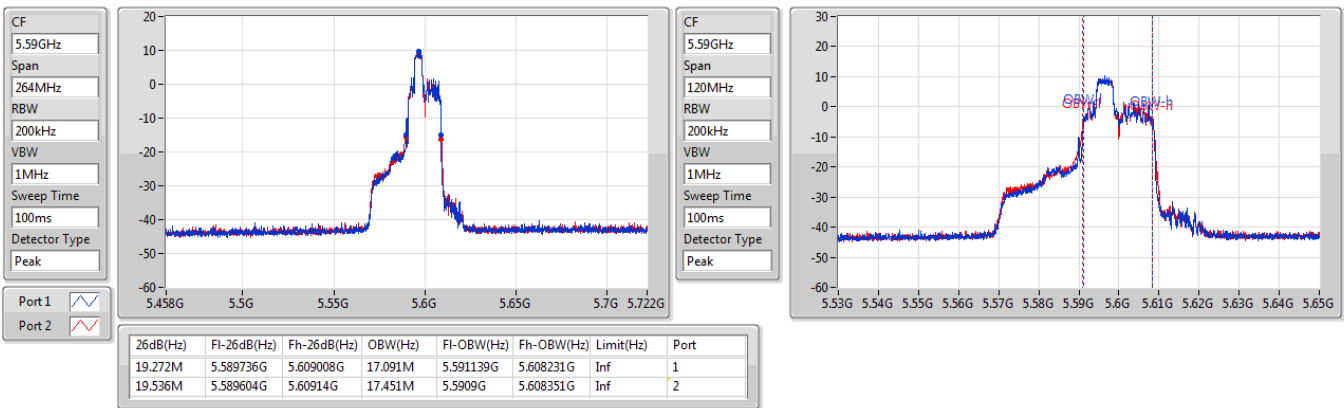 CF
5.59GHz
Span
264MHz
RBW
200kHz
VBW
1MHz
Sweep Time
100ms
Detector Type
Peak
Port 1
Port 2
20
10
0
-10
-20
-30
-40
-50
-60
5.458G 5.5G 5.55G 5.6G 5.65G 5.7G 5.722G
CF
5.59GHz
Span
120MHz
RBW
200kHz
VBW
1MHz
Sweep Time
100ms
Detector Type
Peak
30
20
10
0
-10
-20
-30
-40
-50
-60
OBW-h
OBW-h
5.53G 5.54G 5.55G 5.56G 5.57G 5.58G 5.59G 5.6G 5.61G 5.62G 5.63G 5.64G 5.65G
26dB(Hz) Fl-26dB(Hz) Fh-26dB(Hz) OBW(Hz) Fl-OBW(Hz) Fh-OBW(Hz) Limit(Hz) Port
19.272M 5.589736G 5.609008G 17.091M 5.591139G 5.608231G Inf 1
19.536M 5.589604G 5.60914G 17.451M 5.5909G 5.608351G Inf 2